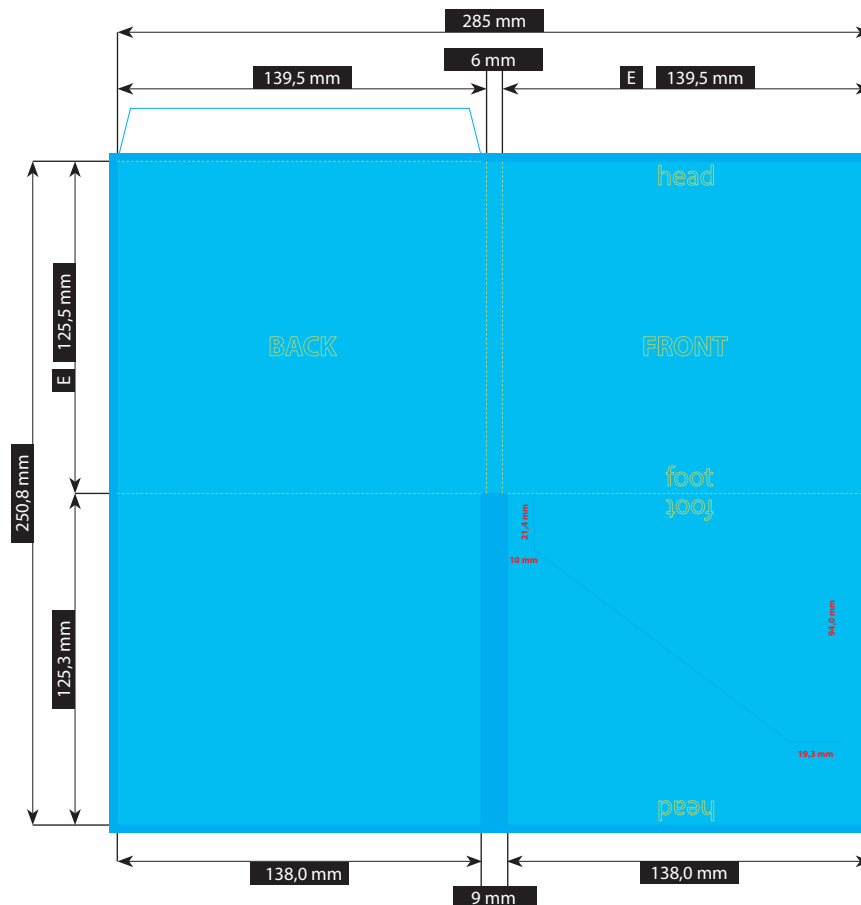 285 mm
6 mm
139,5 mm
E 139,5 mm
head
125,5 mm
E
BACK
FRONT
250,8 mm
foot
foot
21,4 mm
10 mm
125,3 mm
94,0 mm
19,3 mm
head
138,0 mm
138,0 mm
9 mm